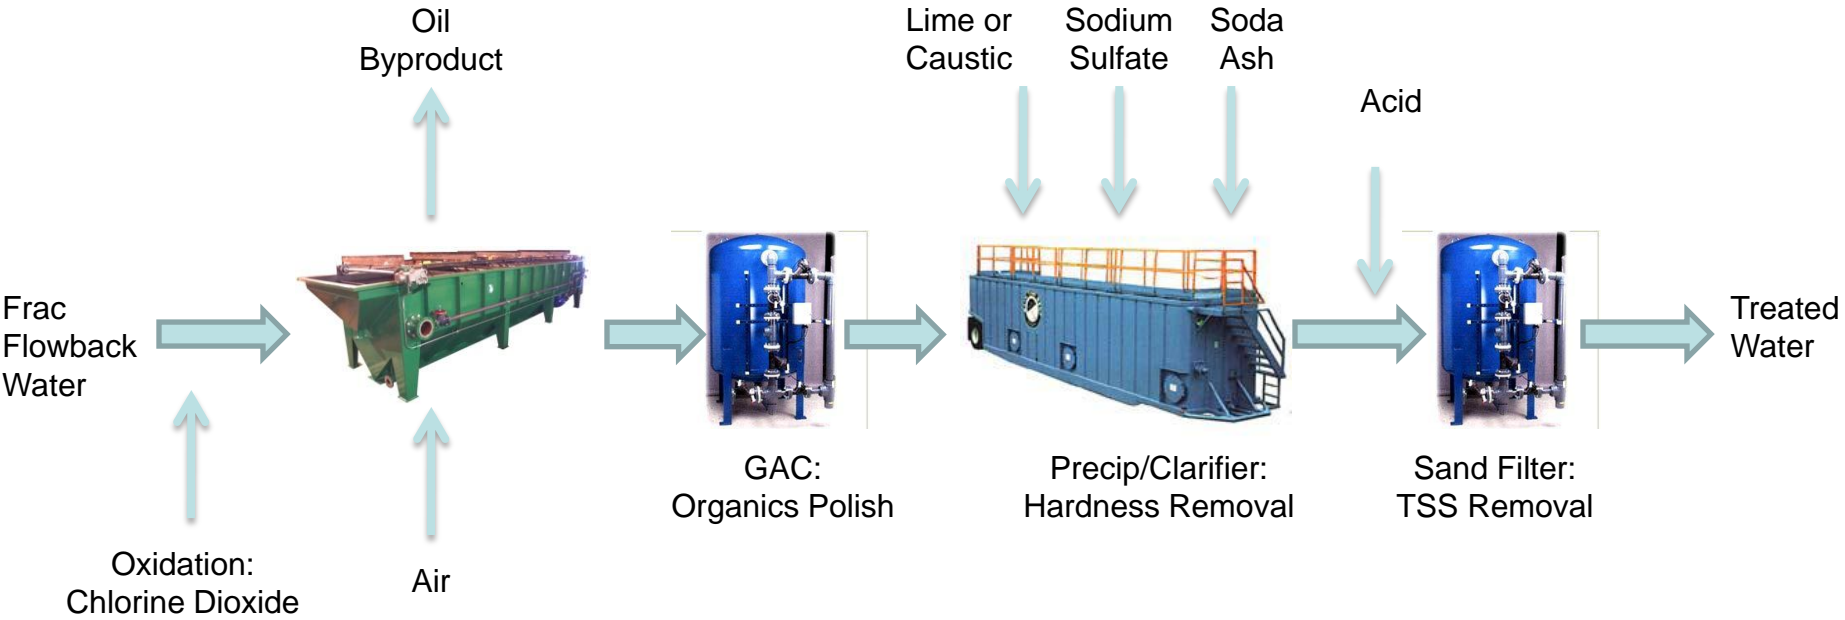 Oil
Byproduct
Lime or
Caustic
Sodium
Sulfate
Soda
Ash
Acid
Frac
Flowback
Water
Treated
Water
GAC:
Organics Polish
Precip/Clarifier:
Hardness Removal
Sand Filter:
TSS Removal
Oxidation:
Chlorine Dioxide
Air